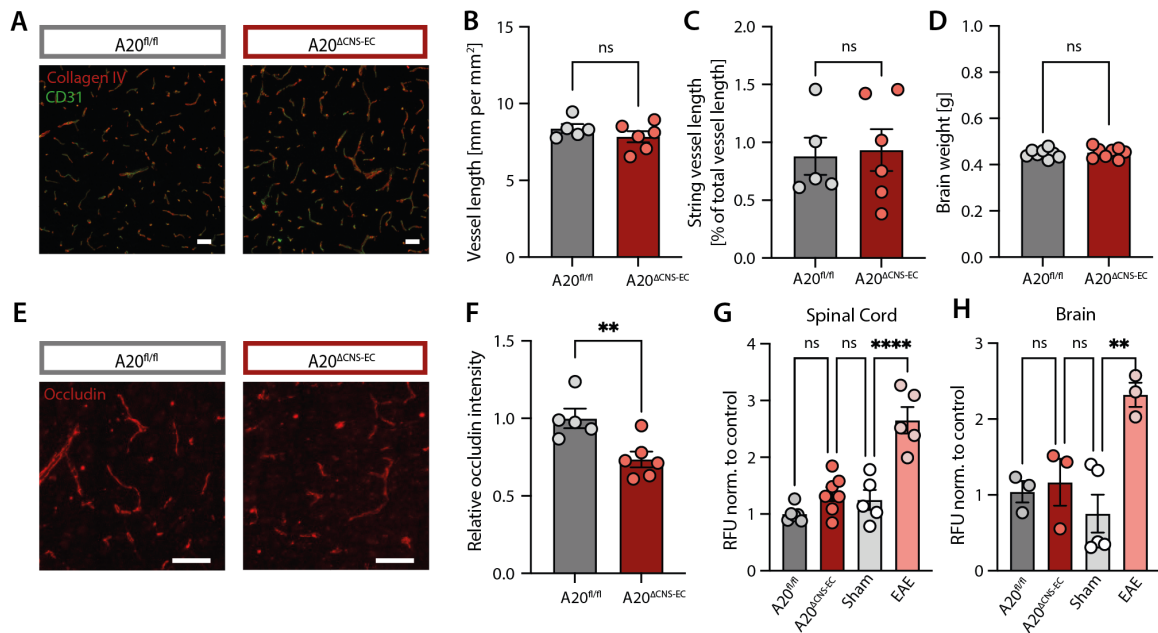 A
A20fl/fl
A20ΔCNS-EC
Collagen IV
CD31
B
Vessel length [mm per mm²]
15
10
5
0
ns
A20fl/fl
A20ΔCNS-EC
C
String vessel length
[% of total vessel length]
2.0
1.5
1.0
0.5
0.0
ns
A20fl/fl
A20ΔCNS-EC
D
Brain weight [g]
1.0
0.8
0.6
0.4
0.2
0.0
ns
A20fl/fl
A20ΔCNS-EC
E
A20fl/fl
A20ΔCNS-EC
Occludin
F
Relative occludin intensity
1.5
1.0
0.5
0.0
**
A20fl/fl
A20ΔCNS-EC
G
Spinal Cord
RFU norm. to control
4
3
2
1
0
ns
ns
****
A20fl/fl
A20ΔCNS-EC
Sham
EAE
H
Brain
RFU norm. to control
3
2
1
0
ns
ns
**
A20fl/fl
A20ΔCNS-EC
Sham
EAE